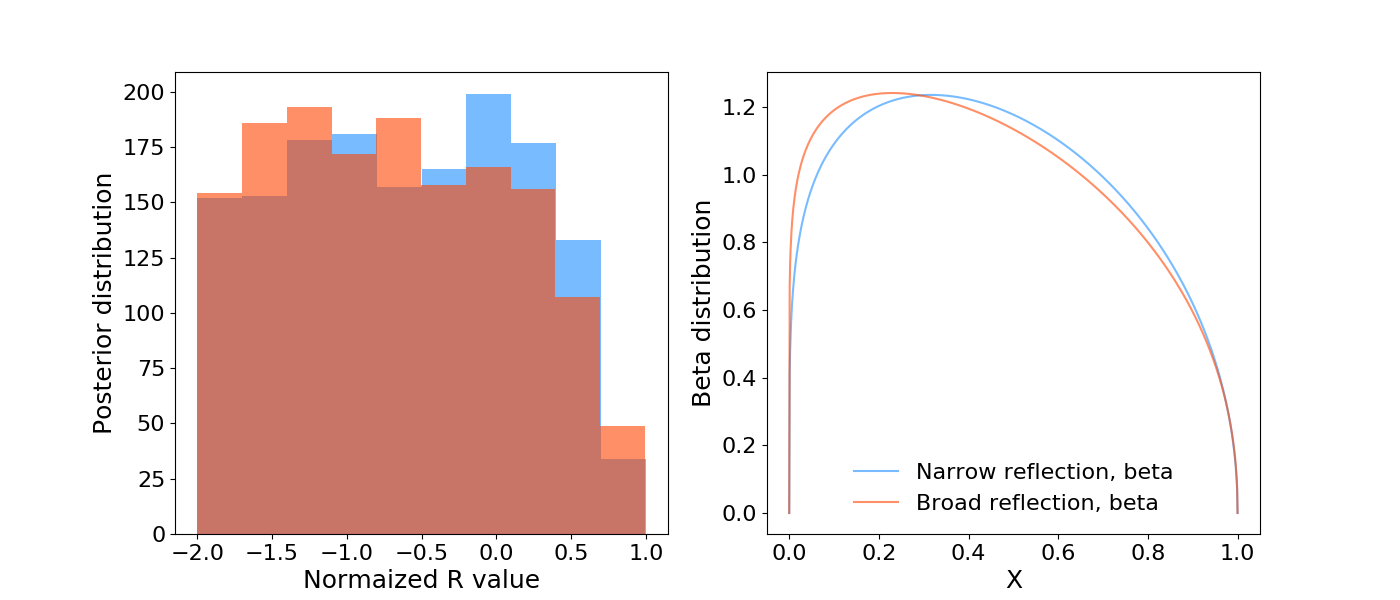 Posterior distribution
200
175
150
125
100
75
50
25
0
−2.0 −1.5 −1.0 −0.5 0.0 0.5 1.0
Normaized R value
Beta distribution
1.2
1.0
0.8
0.6
0.4
0.2
0.0
Narrow reflection, beta
Broad reflection, beta
0.0 0.2 0.4 0.6 0.8 1.0
X